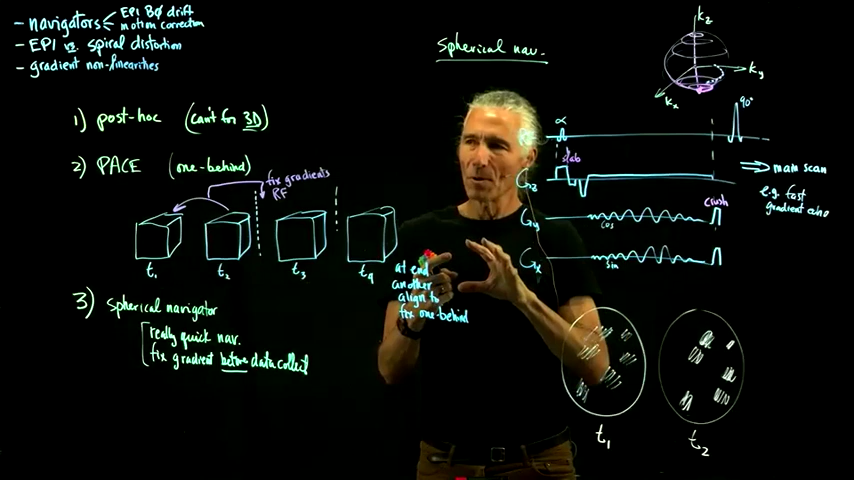 - navigators
EPI BØ drift
motion correction
- EPI vs. spiral distortion
- gradient non-linearities
1) post-hoc (can't for 3D)
2) PACE (one-behind)
fix gradients
RF
t1 t2 t3 t4
at end
another
align to
fix one-behind
3) spherical navigator
really quick nav.
fix gradient before data collect
Spherical nav.
kz
ky
kx
α
90°
slab
Gz
main scan
e.g. fast
gradient echo
crush
Gy
cos
Gx
sin
t1 t2